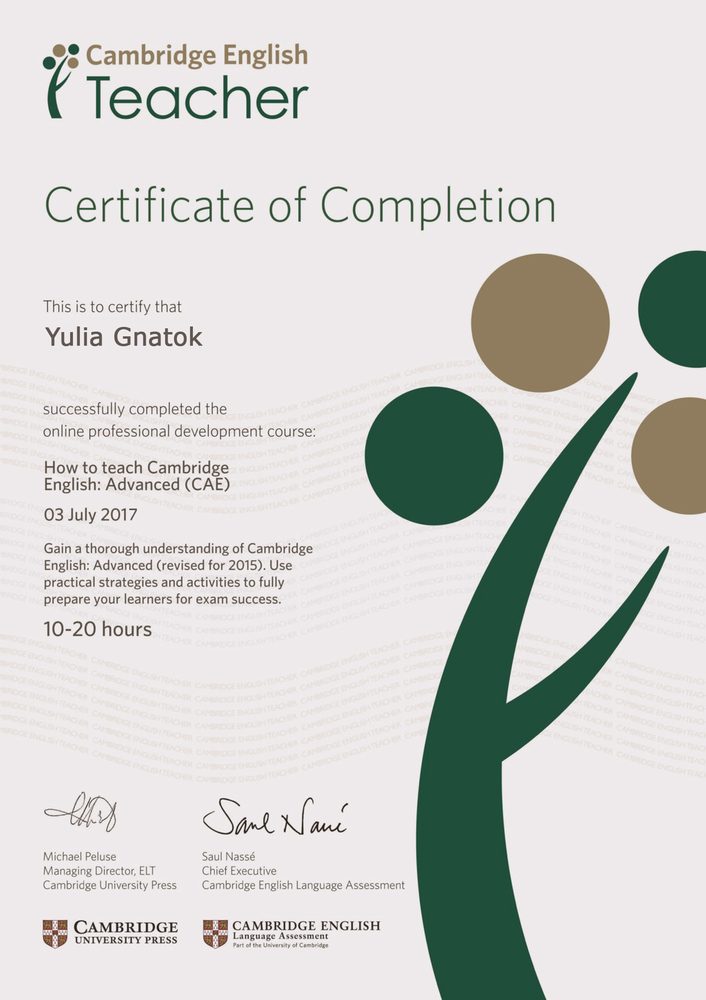 Cambridge English
Teacher
Certificate of Completion
This is to certify that
Yulia Gnatok
successfully completed the
online professional development course:
How to teach Cambridge
English: Advanced (CAE)
03 July 2017
Gain a thorough understanding of Cambridge
English: Advanced (revised for 2015). Use
practical strategies and activities to fully
prepare your learners for exam success.
10-20 hours
Saul Nassé
Michael Peluse
Managing Director, ELT
Cambridge University Press
Saul Nassé
Chief Executive
Cambridge English Language Assessment
CAMBRIDGE
UNIVERSITY PRESS
CAMBRIDGE ENGLISH
Language Assessment
Part of the University of Cambridge